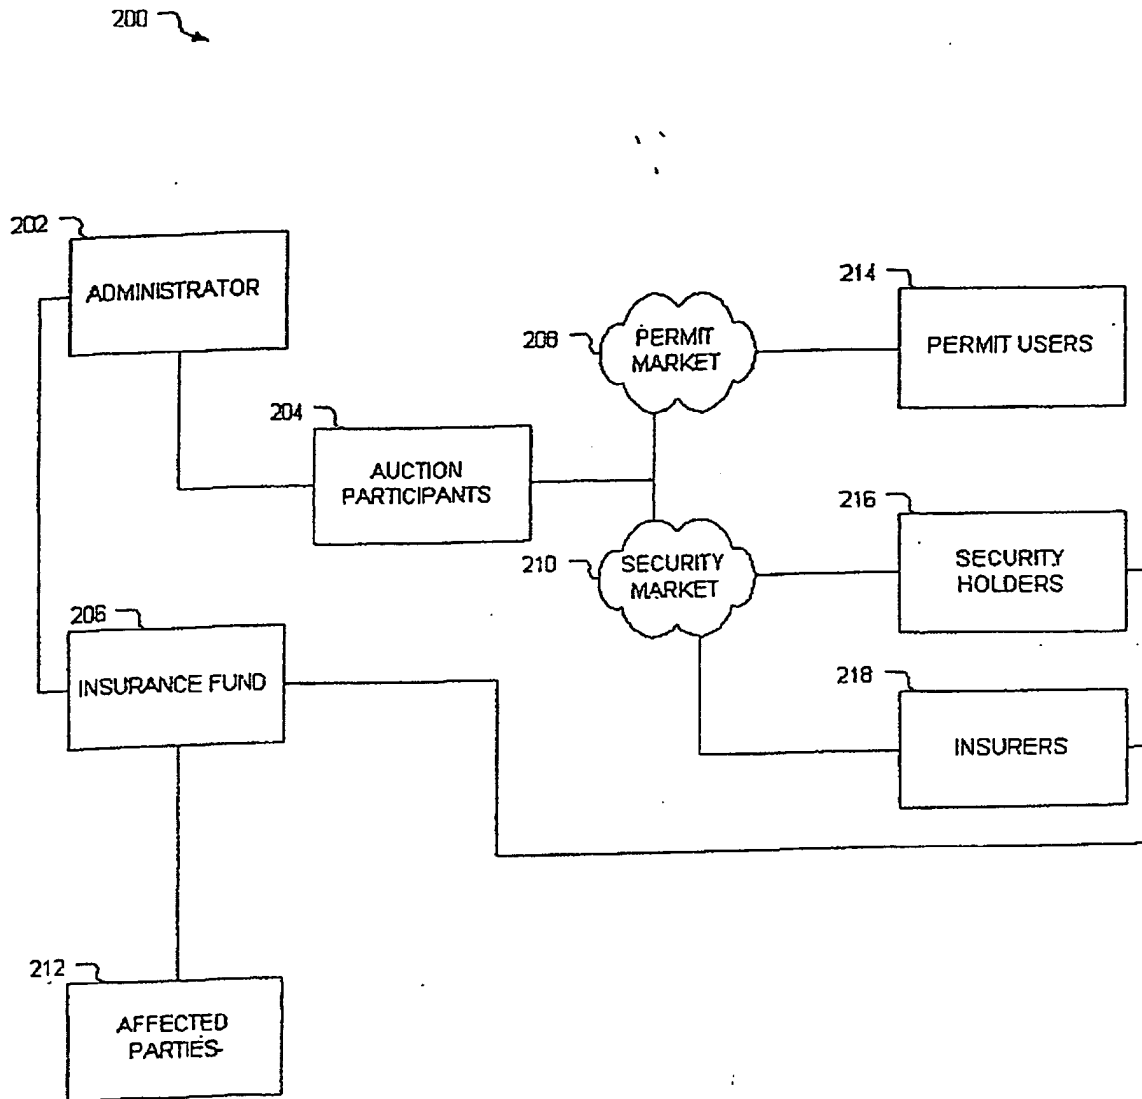 200
202
ADMINISTRATOR
214
208
PERMIT
MARKET
PERMIT USERS
204
AUCTION
PARTICIPANTS
216
210
SECURITY
MARKET
SECURITY
HOLDERS
206
INSURANCE FUND
218
INSURERS
212
AFFECTED
PARTIES